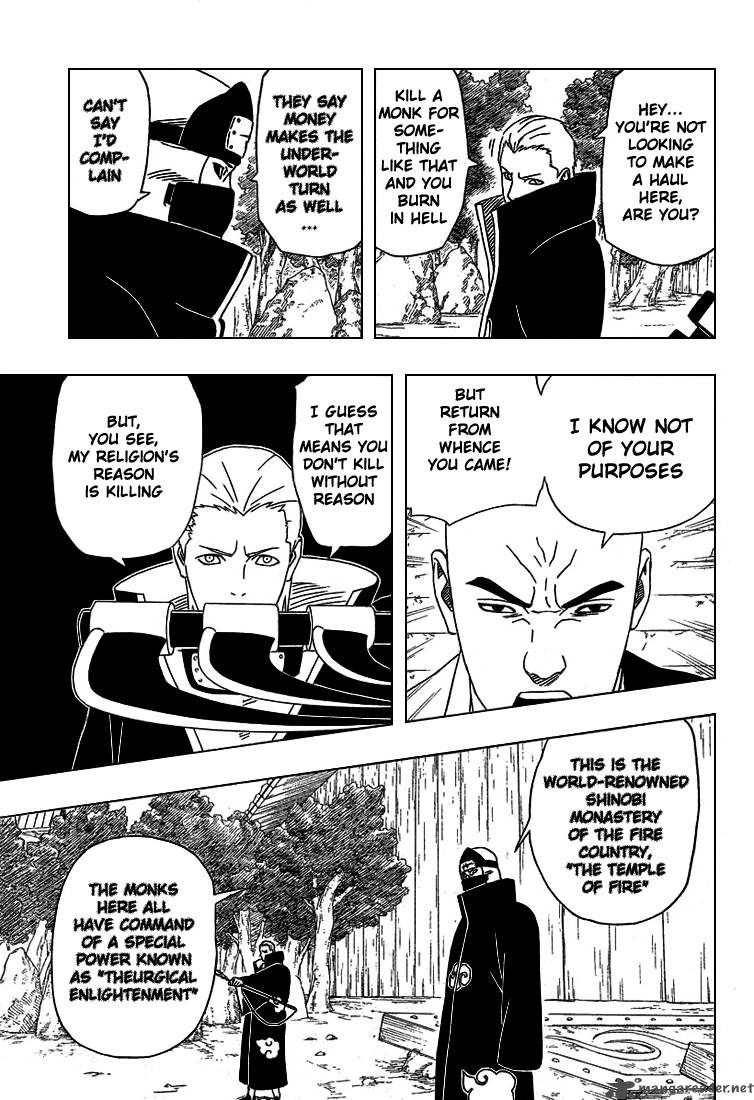 HEY...
YOU'RE NOT
LOOKING
TO MAKE
A HAUL
HERE,
ARE YOU?
KILL A
MONK FOR
SOME-
THING
LIKE THAT
AND YOU
BURN
IN HELL
THEY SAY
MONEY
MAKES THE
UNDER-
WORLD
TURN
AS WELL
...
CAN'T
SAY
I'D
COMP-
LAIN
I KNOW NOT
OF YOUR
PURPOSES
BUT
RETURN
FROM
WHENCE
YOU CAME!
I GUESS
THAT
MEANS YOU
DON'T KILL
WITHOUT
REASON
BUT,
YOU SEE,
MY RELIGION'S
REASON
IS KILLING
THIS IS THE
WORLD-RENOWNED
SHINOBI
MONASTERY
OF THE FIRE
COUNTRY,
"THE TEMPLE
OF FIRE"
THE MONKS
HERE ALL
HAVE COMMAND
OF A SPECIAL
POWER KNOWN
AS "THEURGICAL
ENLIGHTENMENT"
mangareader.net